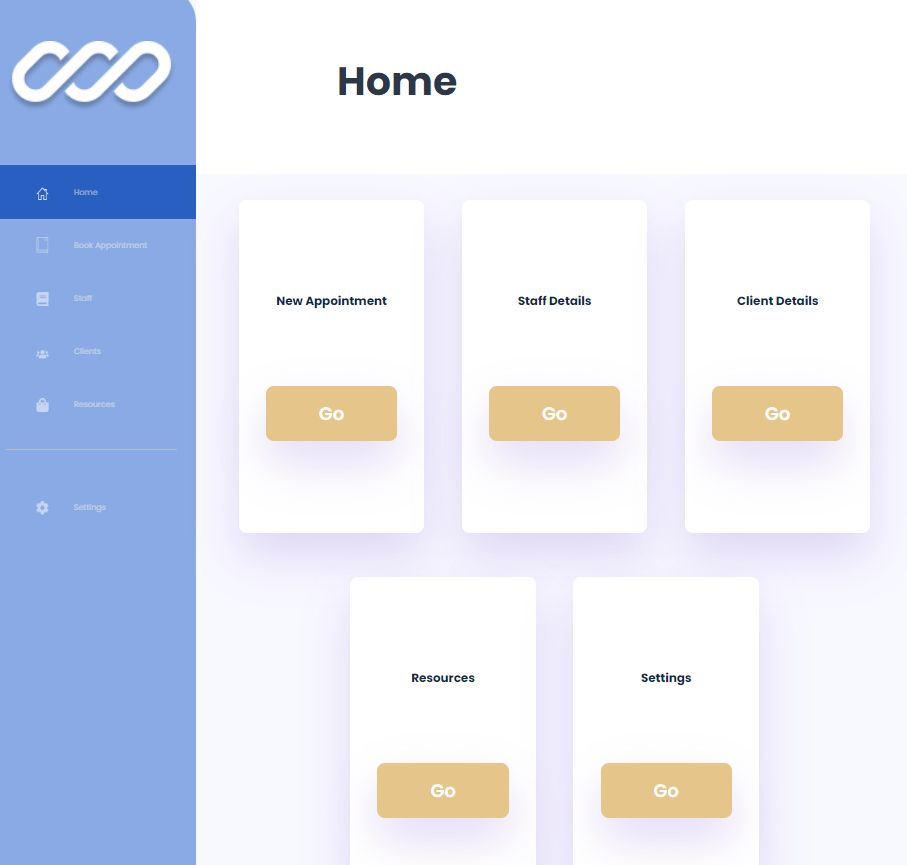 Home
Home
Book Appointment
Staff
Clients
Resources
Settings
New Appointment
Staff Details
Client Details
Go
Go
Go
Resources
Settings
Go
Go